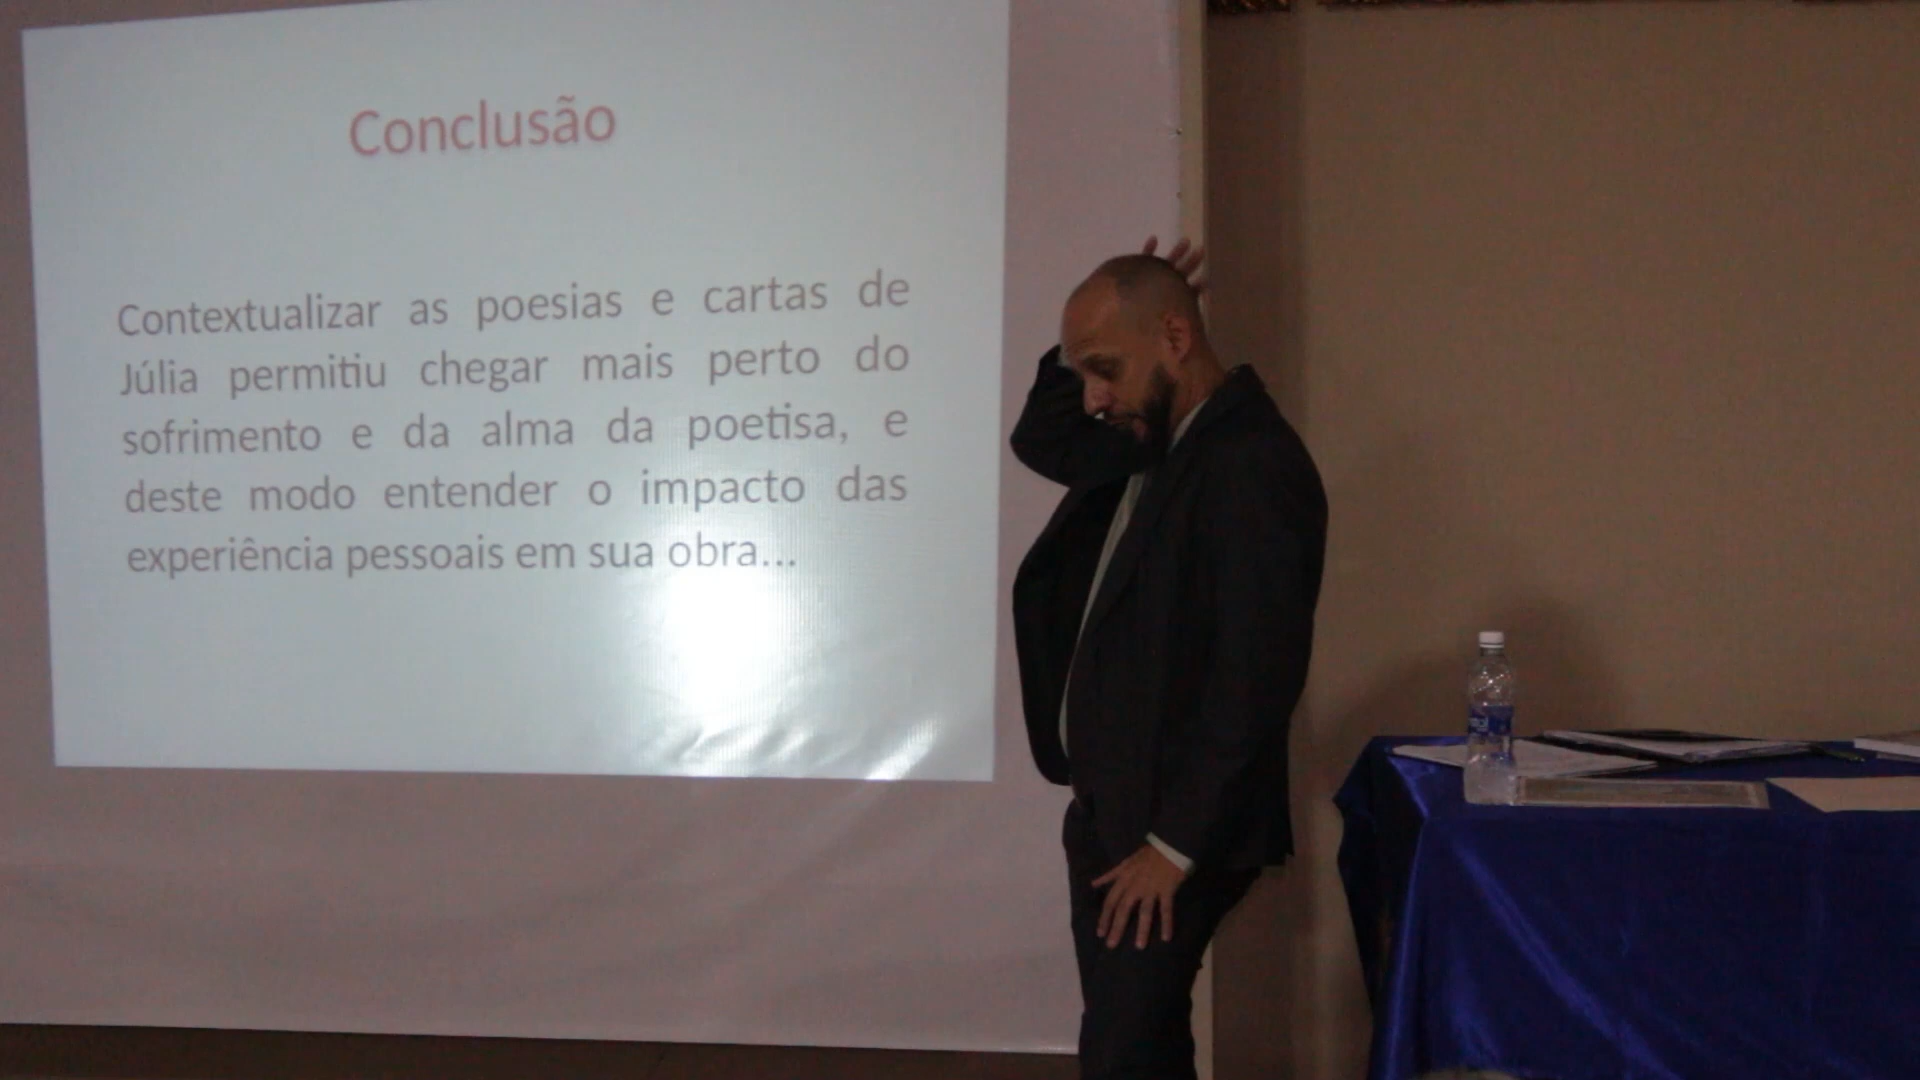 Conclusão
Contextualizar as poesias e cartas de
Júlia permitiu chegar mais perto do
sofrimento e da alma da poetisa, e
deste modo entender o impacto das
experiência pessoais em sua obra...